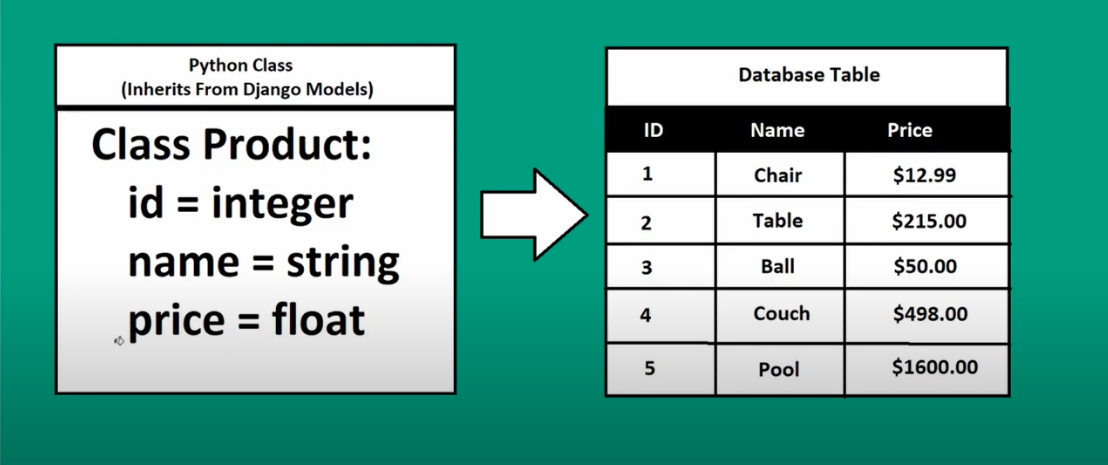 Python Class
(Inherits From Django Models)
Class Product:
id = integer
name = string
price = float
Database Table
ID Name Price
1 Chair $12.99
2 Table $215.00
3 Ball $50.00
4 Couch $498.00
5 Pool $1600.00